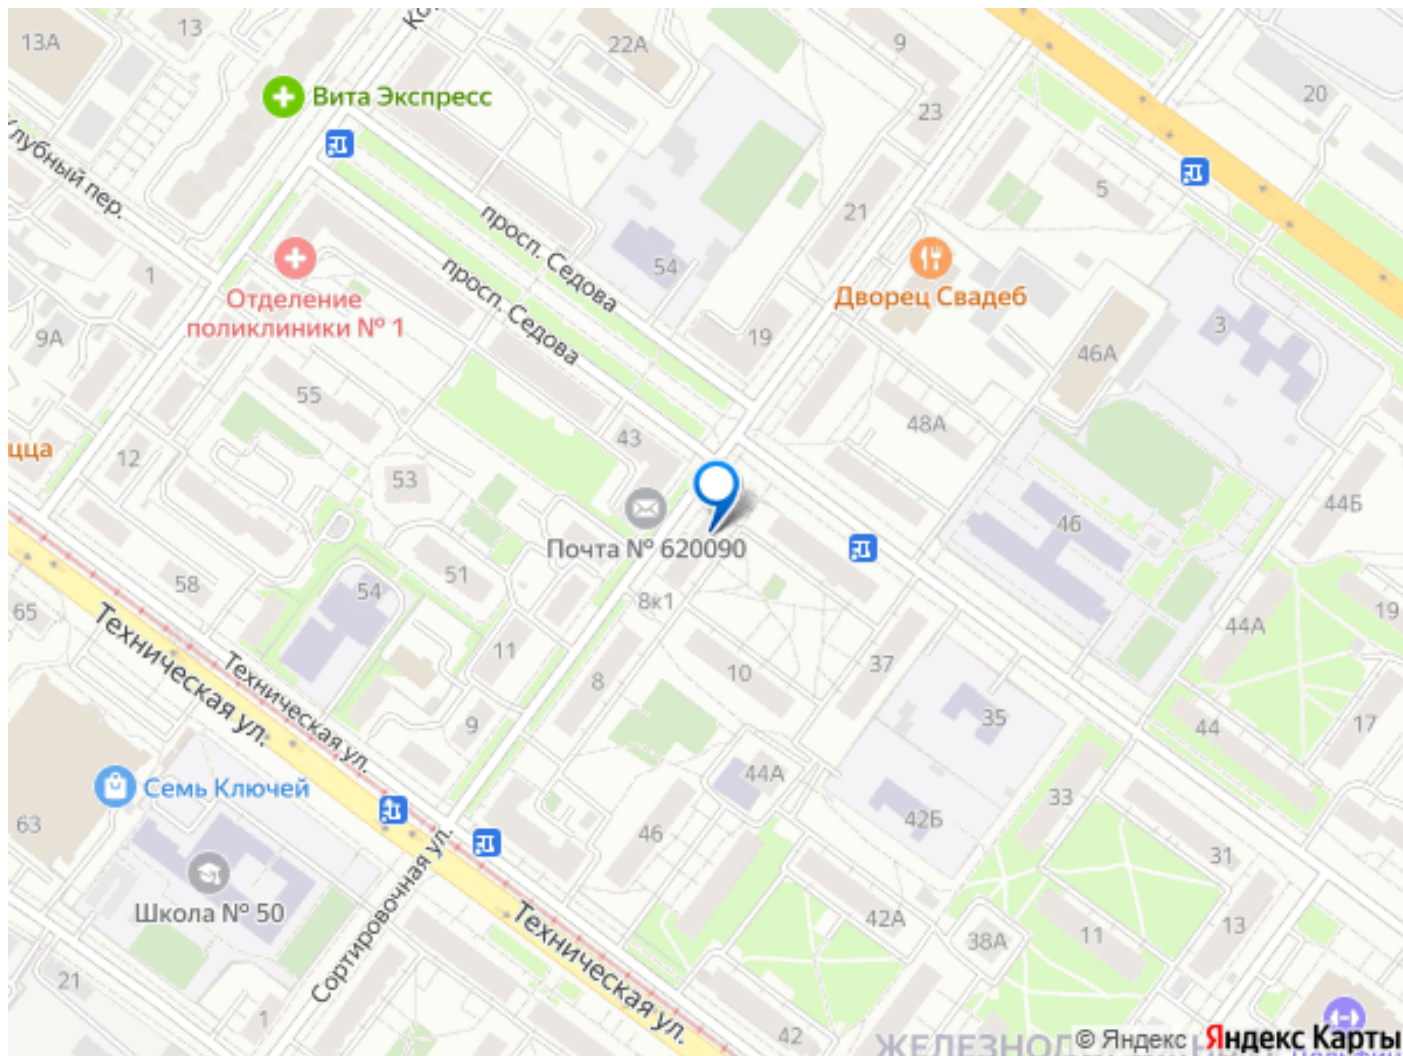 13А
13
22А
9
20
Вита Экспресс
23
5
21
Клубный пер.
просп. Седова
54
просп. Седова
1
Отделение
поликлиники № 1
Дворец Свадеб
3
9А
19
46А
55
48А
43
цца
12
53
44Б
46
Почта № 620090
51
58
54
8к1
65
19
44А
11
10
37
8
Техническая ул.
Техническая ул.
9
35
44
17
44А
Семь Ключей
33
42Б
63
46
31
Сортировочная ул.
Школа № 50
42А
11
13
38А
Техническая ул.
21
1
42
© Яндекс Яндекс Карты